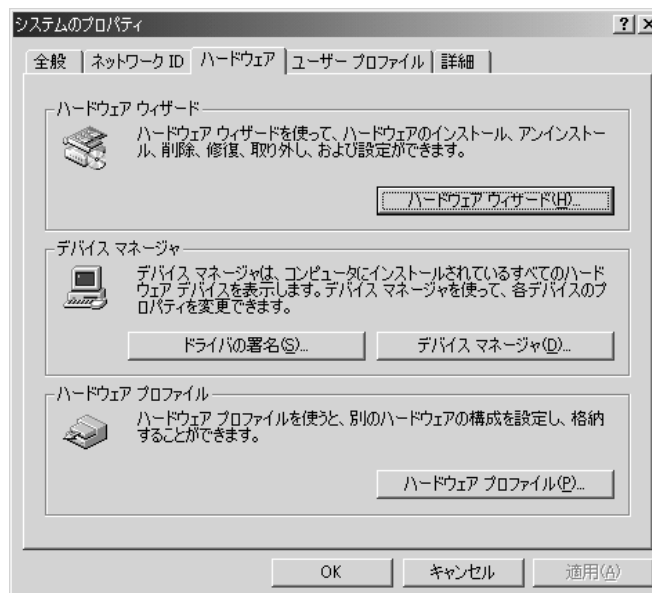 システムのプロパティ
全般
ネットワーク ID
ハードウェア
ユーザー プロファイル
詳細
ハードウェア ウィザード
ハードウェア ウィザードを使って、ハードウェアのインストール、アンインストー
ル、削除、修復、取り外し、および設定ができます。
ハードウェア ウィザード(H)...
デバイス マネージャ
デバイス マネージャは、コンピュータにインストールされているすべてのハード
ウェア デバイスを表示します。デバイス マネージャを使って、各デバイスのプ
ロパティを変更できます。
ドライバの署名(S)...
デバイス マネージャ(D)...
ハードウェア プロファイル
ハードウェア プロファイルを使うと、別のハードウェアの構成を設定し、格納
することができます。
ハードウェア プロファイル(P)...
OK
キャンセル
適用(A)